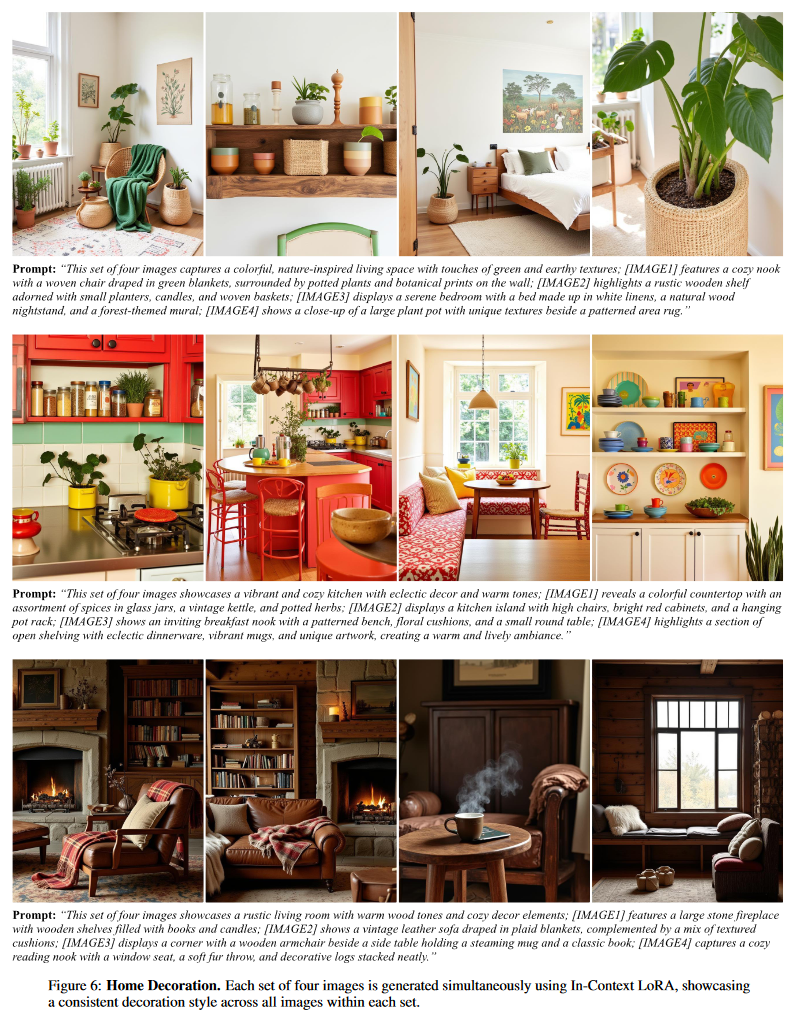 Prompt: “This set of four images captures a colorful, nature-inspired living space with touches of green and earthy textures; [IMAGE1] features a cozy nook
with a woven chair draped in green blankets, surrounded by potted plants and botanical prints on the wall; [IMAGE2] highlights a rustic wooden shelf
adorned with small planters, candles, and woven baskets; [IMAGE3] displays a serene bedroom with a bed made up in white linens, a natural wood
nightstand, and a forest-themed mural; [IMAGE4] shows a close-up of a large plant pot with unique textures beside a patterned area rug.”
Prompt: “This set of four images showcases a vibrant and cozy kitchen with eclectic decor and warm tones; [IMAGE1] reveals a colorful countertop with an
assortment of spices in glass jars, a vintage kettle, and potted herbs; [IMAGE2] displays a kitchen island with high chairs, bright red cabinets, and a hanging
pot rack; [IMAGE3] shows an inviting breakfast nook with a patterned bench, floral cushions, and a small round table; [IMAGE4] highlights a section of
open shelving with eclectic dinnerware, vibrant mugs, and unique artwork, creating a warm and lively ambiance.”
Prompt: “This set of four images showcases a rustic living room with warm wood tones and cozy decor elements; [IMAGE1] features a large stone fireplace
with wooden shelves filled with books and candles; [IMAGE2] shows a vintage leather sofa draped in plaid blankets, complemented by a mix of textured
cushions; [IMAGE3] displays a corner with a wooden armchair beside a side table holding a steaming mug and a classic book; [IMAGE4] captures a cozy
reading nook with a window seat, a soft fur throw, and decorative logs stacked neatly.”
Figure 6: Home Decoration. Each set of four images is generated simultaneously using In-Context LoRA, showcasing
a consistent decoration style across all images within each set.